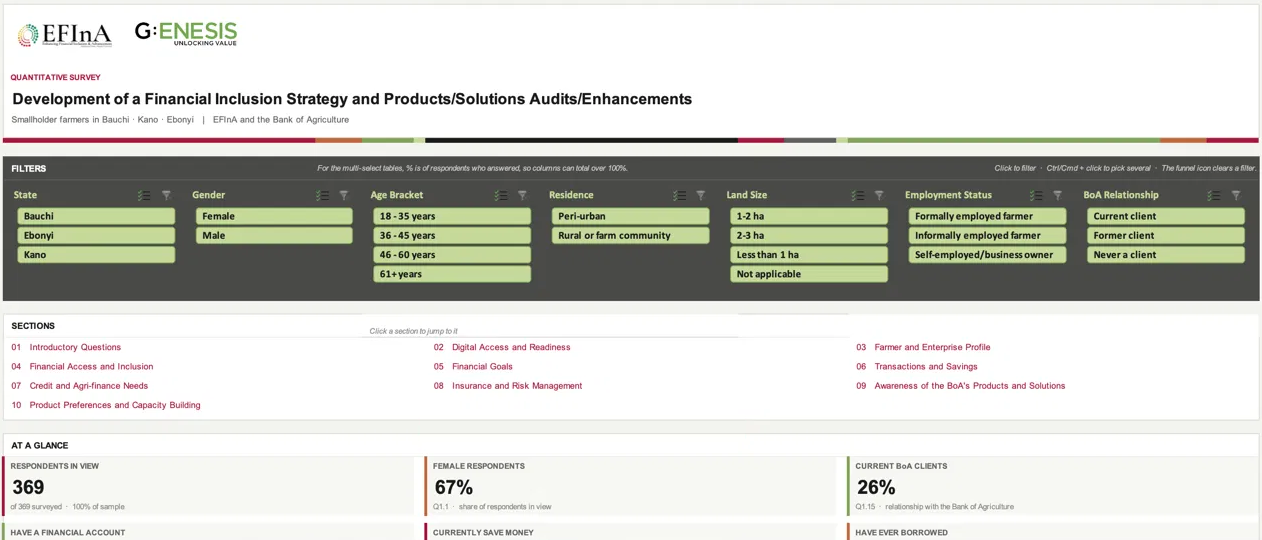 EFInA
G:ENESIS
UNLOCKING VALUE
QUANTITATIVE SURVEY
Development of a Financial Inclusion Strategy and Products/Solutions Audits/Enhancements
Smallholder farmers in Bauchi · Kano · Ebonyi | EFInA and the Bank of Agriculture
FILTERS For the multi-select tables, % is of respondents who answered, so columns can total over 100%. Click to filter · Ctrl/Cmd + click to pick several · The funnel icon clears a filter.
State Gender Age Bracket Residence Land Size Employment Status BoA Relationship
Bauchi Female 18 - 35 years Peri-urban 1-2 ha Formally employed farmer Current client
Ebonyi Male 36 - 45 years Rural or farm community 2-3 ha Informally employed farmer Former client
Kano 46 - 60 years Less than 1 ha Self-employed/business owner Never a client
61+ years Not applicable
SECTIONS
Click a section to jump to it
01 Introductory Questions 02 Digital Access and Readiness 03 Farmer and Enterprise Profile
04 Financial Access and Inclusion 05 Financial Goals 06 Transactions and Savings
07 Credit and Agri-finance Needs 08 Insurance and Risk Management 09 Awareness of the BoA's Products and Solutions
10 Product Preferences and Capacity Building
AT A GLANCE
RESPONDENTS IN VIEW FEMALE RESPONDENTS CURRENT BoA CLIENTS
369 67% 26%
of 369 surveyed · 100% of sample Q1.1 · share of respondents in view Q1.15 · relationship with the Bank of Agriculture
HAVE A FINANCIAL ACCOUNT CURRENTLY SAVE MONEY HAVE EVER BORROWED